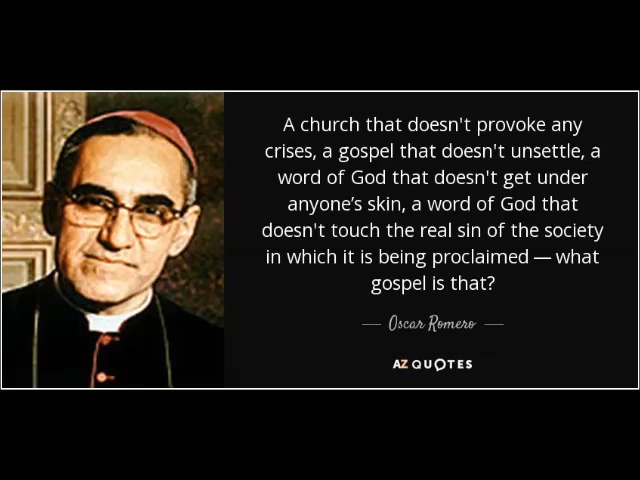 A church that doesn't provoke any
crises, a gospel that doesn't unsettle, a
word of God that doesn't get under
anyone’s skin, a word of God that
doesn't touch the real sin of the society
in which it is being proclaimed — what
gospel is that?
— Oscar Romero —
AZ QUOTES